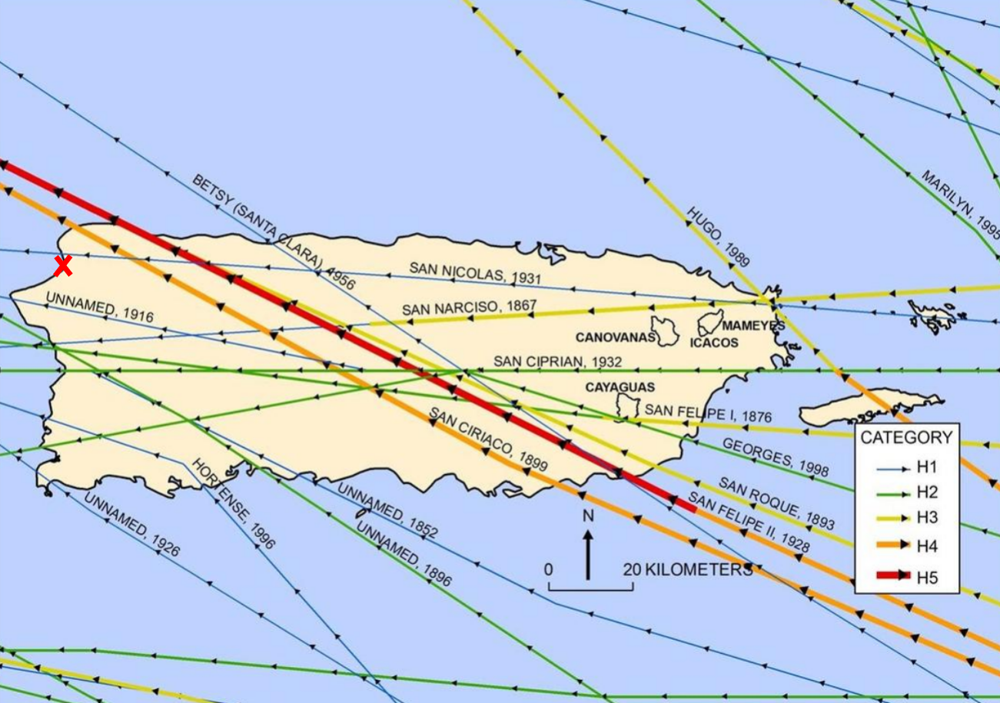 MARILYN, 1995
BETSY (SANTA CLARA), 1956
HUGO, 1989
SAN NICOLAS, 1931
UNNAMED, 1916
SAN NARCISO, 1867
MAMEYES
CANOVANAS
ICACOS
SAN CIPRIAN, 1932
CAYAGUAS
SAN FELIPE I, 1876
SAN CIRIACO, 1899
GEORGES, 1998
HORTENSE, 1996
SAN ROQUE, 1893
UNNAMED, 1926
UNNAMED, 1852
SAN FELIPE II, 1928
UNNAMED, 1896
N
0 20 KILOMETERS
CATEGORY
H1
H2
H3
H4
H5
X